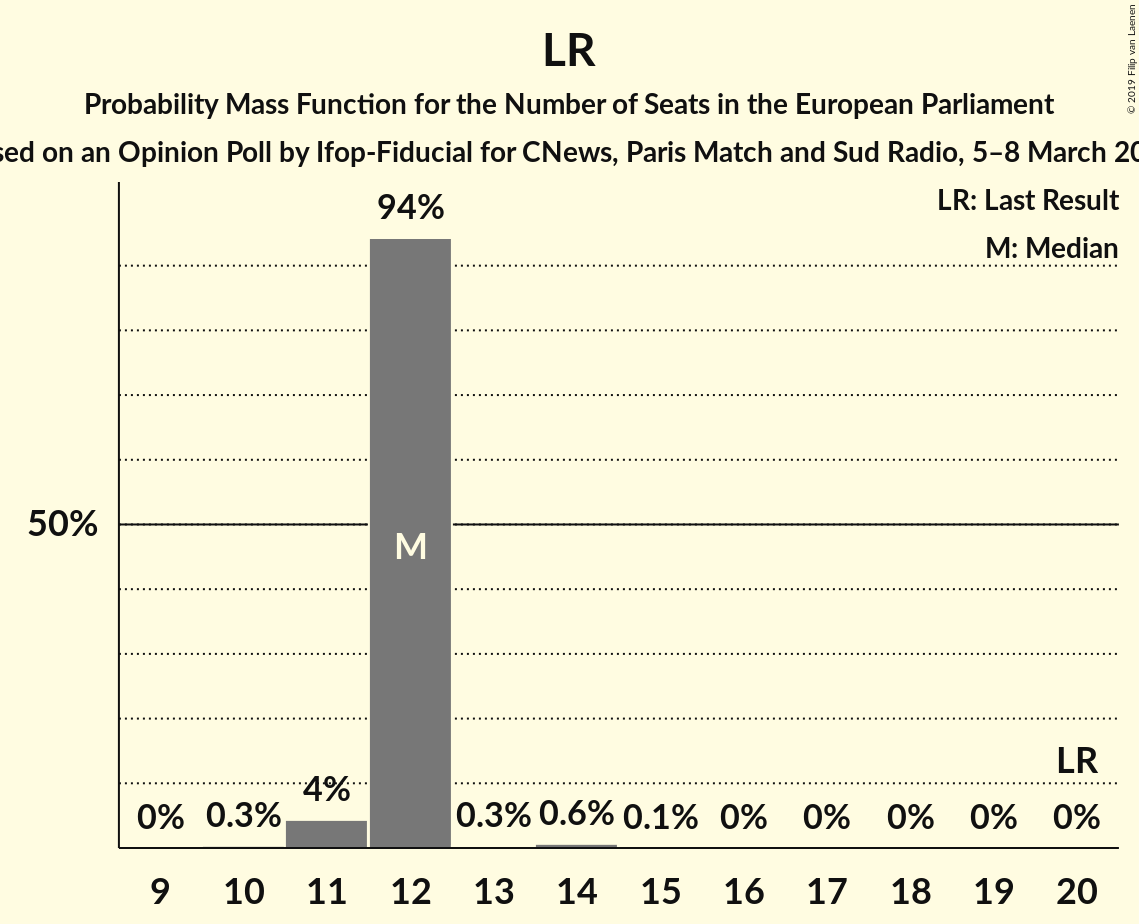 LR
Probability Mass Function for the Number of Seats in the European Parliament
sed on an Opinion Poll by Ifop-Fiducial for CNews, Paris Match and Sud Radio, 5–8 March 20
© 2019 Filip van Laenen
LR: Last Result
M: Median
94%
50%
M
LR
0% 0.3% 4% 0.3% 0.6% 0.1% 0% 0% 0% 0% 0%
9 10 11 12 13 14 15 16 17 18 19 20